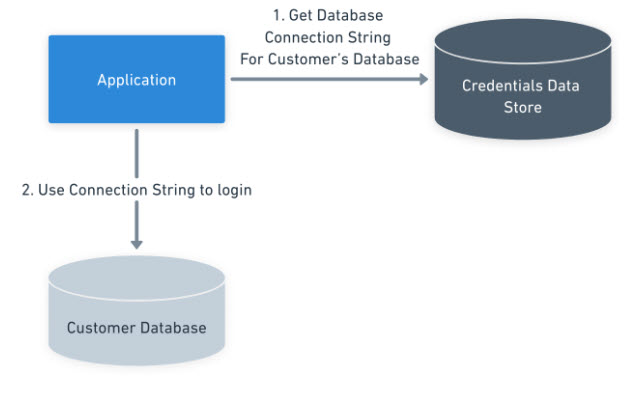 1. Get Database
Connection String
For Customer's Database
Application
Credentials Data
Store
2. Use Connection String to login
Customer Database